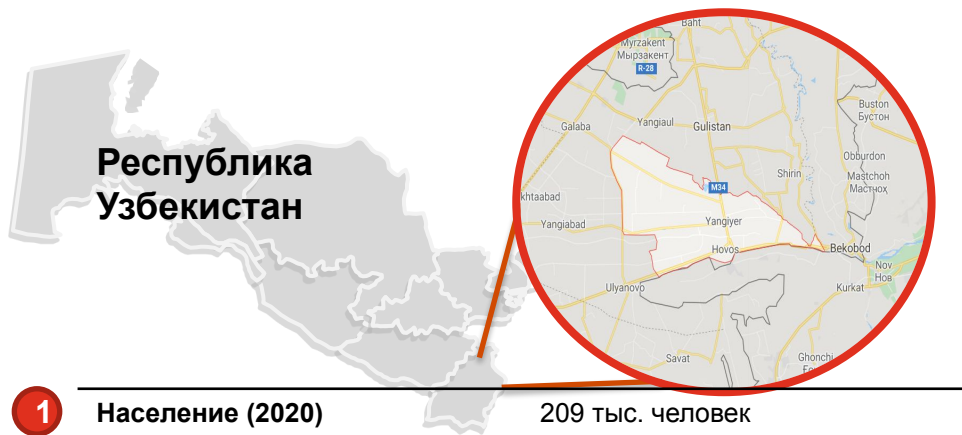 Baht
Myrzakent
Мырзакент
R-28
Buston
Бустон
Galaba
Yangiaul
Gulistan
Obburdon
Республика
Узбекистан
Shirin
Mastchoh
Мастчоҳ
M34
khtaabad
Yangiabad
Yangiyer
Hovos
Bekobod
Nov
Нов
Ulyanovo
Kurkat
Savat
Ghonchi
1
Население (2020)
209 тыс. человек